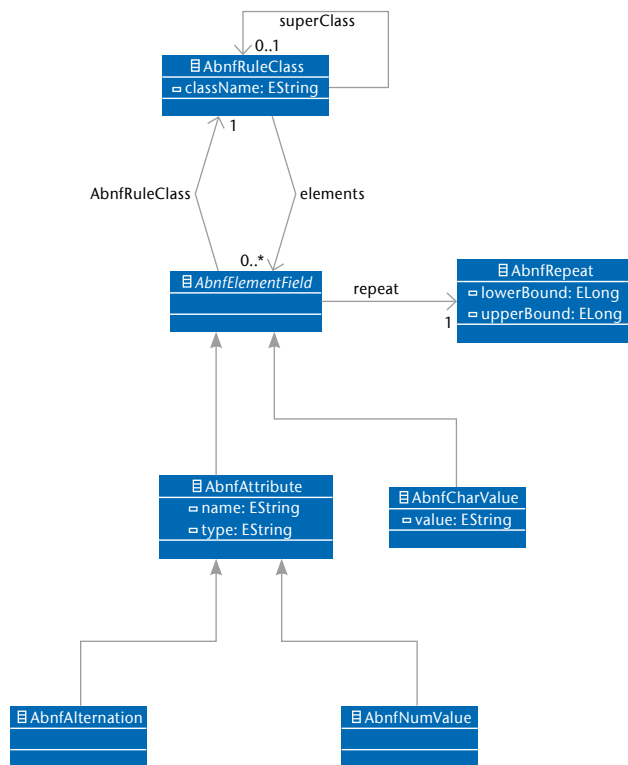 superClass
0..1
AbnfRuleClass
className: EString
1
AbnfRuleClass
elements
0..*
AbnfElementField
repeat
1
AbnfRepeat
lowerBound: ELong
upperBound: ELong
AbnfAttribute
name: EString
type: EString
AbnfCharValue
value: EString
AbnfAlternation
AbnfNumValue